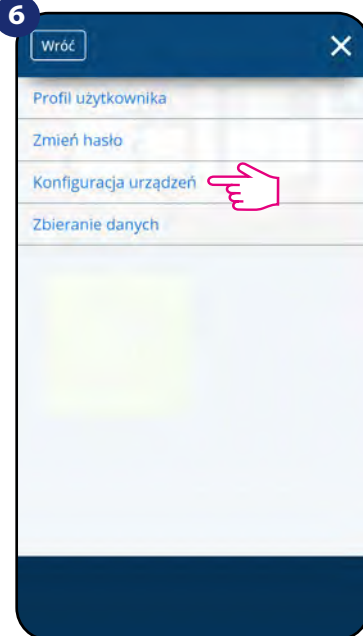 6
Wróć
Profil użytkownika
Zmień hasło
Konfiguracja urządzeń
Zbieranie danych